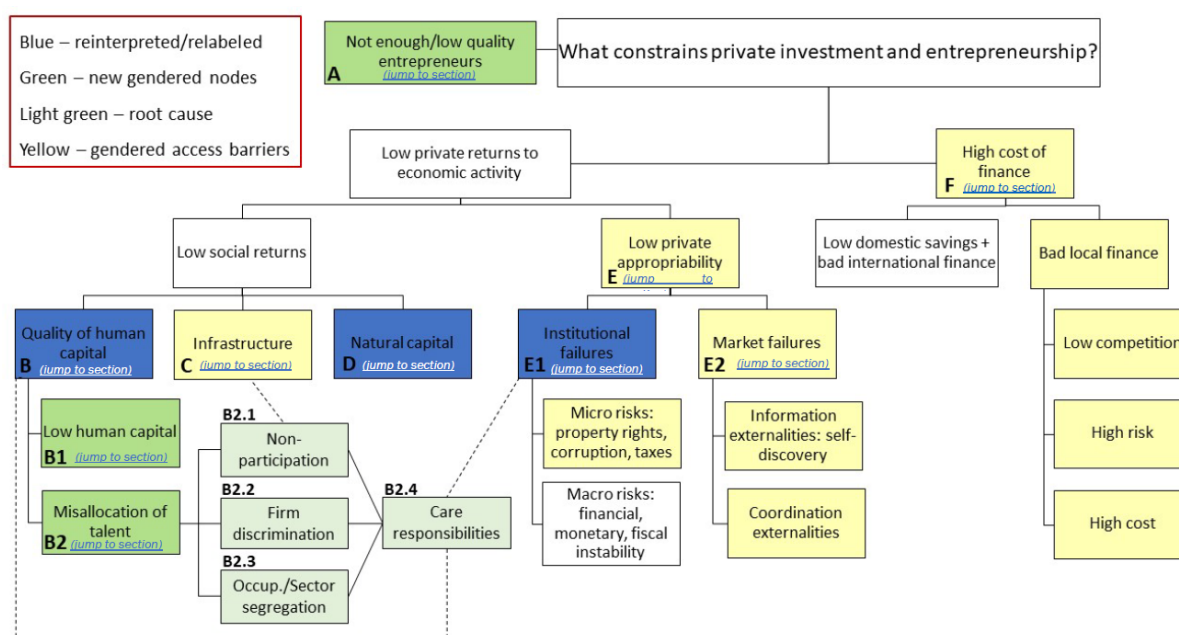 Blue – reinterpreted/relabeled
Green – new gendered nodes
Light green – root cause
Yellow – gendered access barriers
Not enough/low quality
entrepreneurs
A (jump to section)
What constrains private investment and entrepreneurship?
Low private returns to
economic activity
High cost of
finance
F (jump to section)
Low social returns
Low private
appropriability
E (jump to
Low domestic savings +
bad international finance
Bad local finance
Quality of human
capital
B (jump to section)
Infrastructure
C (jump to section)
Natural capital
D (jump to section)
Institutional
failures
E1 (jump to section)
Market failures
E2 (jump to section)
Low competition
B2.1
Low human capital
B1 (jump to section)
Non-
participation
Micro risks:
property rights,
corruption, taxes
Information
externalities: self-
discovery
High risk
B2.2
B2.4
Misallocation of
talent
B2 (jump to section)
Firm
discrimination
Care
responsibilities
Macro risks:
financial,
monetary, fiscal
instability
Coordination
externalities
High cost
B2.3
Occup./Sector
segregation